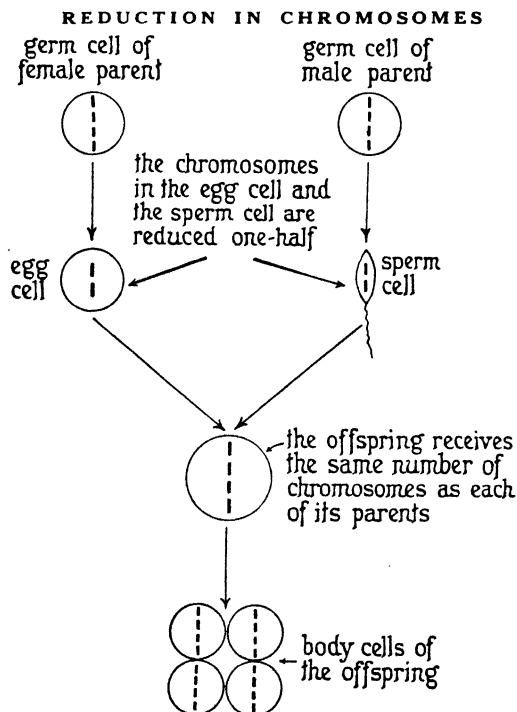 REDUCTION IN CHROMOSOMES
germ cell of
female parent
germ cell of
male parent
the chromosomes
in the egg cell and
the sperm cell are
reduced one-half
egg
cell
sperm
cell
the offspring receives
the same number of
chromosomes as each
of its parents
body cells of
the offspring